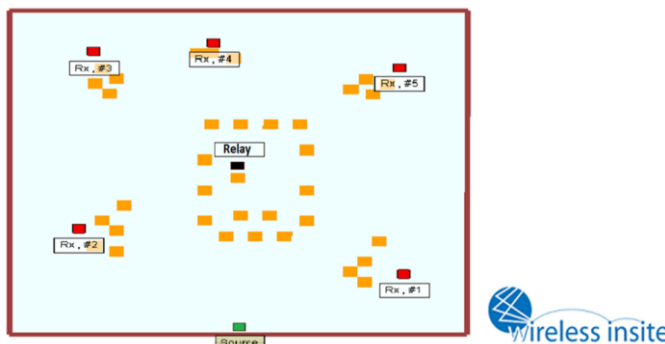 Rx, #3
Rx, #4
Rx, #5
Relay
Rx, #2
Rx, #1
Source
wireless insite